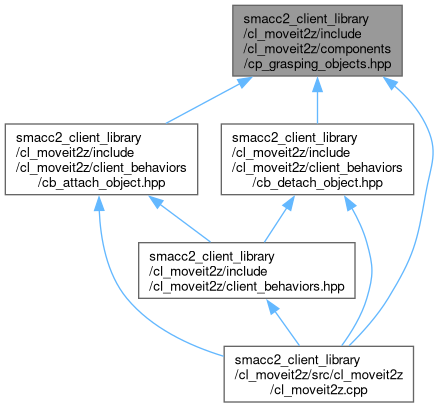 smacc2_client_library
/cl_moveit2z/include
/cl_moveit2z/components
/cp_grasping_objects.hpp
smacc2_client_library
/cl_moveit2z/include
/cl_moveit2z/client_behaviors
/cb_attach_object.hpp
smacc2_client_library
/cl_moveit2z/include
/cl_moveit2z/client_behaviors
/cb_detach_object.hpp
smacc2_client_library
/cl_moveit2z/include
/cl_moveit2z/client_behaviors.hpp
smacc2_client_library
/cl_moveit2z/src/cl_moveit2z
/cl_moveit2z.cpp